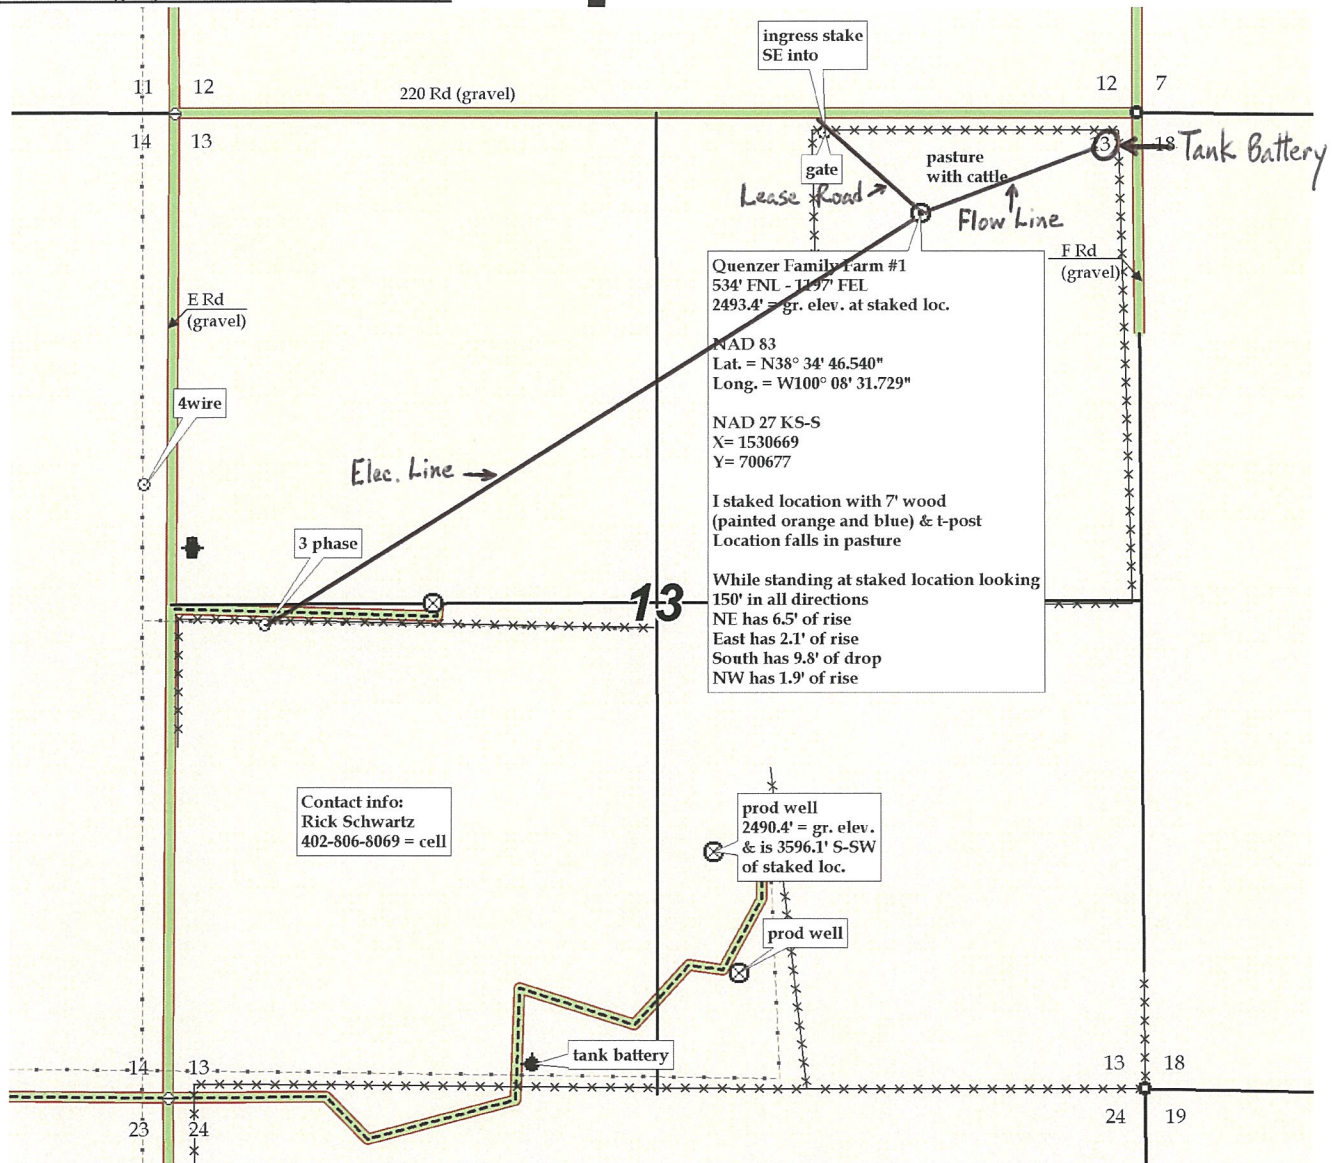 ingress stake
SE into
11
12
220 Rd (gravel)
12
7
14
13
13
18
Tank Battery
gate
pasture
with cattle
Lease Road
Flow Line
Quenzer Family Farm #1
534' FNL - 1197' FEL
2493.4' = gr. elev. at staked loc.
F Rd
(gravel)
E Rd
(gravel)
NAD 83
Lat. = N38° 34' 46.540"
Long. = W100° 08' 31.729"
4wire
NAD 27 KS-S
X= 1530669
Y= 700677
Elec. Line
I staked location with 7' wood
(painted orange and blue) & t-post
Location falls in pasture
3 phase
While standing at staked location looking
150' in all directions
NE has 6.5' of rise
East has 2.1' of rise
South has 9.8' of drop
NW has 1.9' of rise
13
Contact info:
Rick Schwartz
402-806-8069 = cell
prod well
2490.4' = gr. elev.
& is 3596.1' S-SW
of staked loc.
prod well
tank battery
14
13
13
18
23
24
24
19